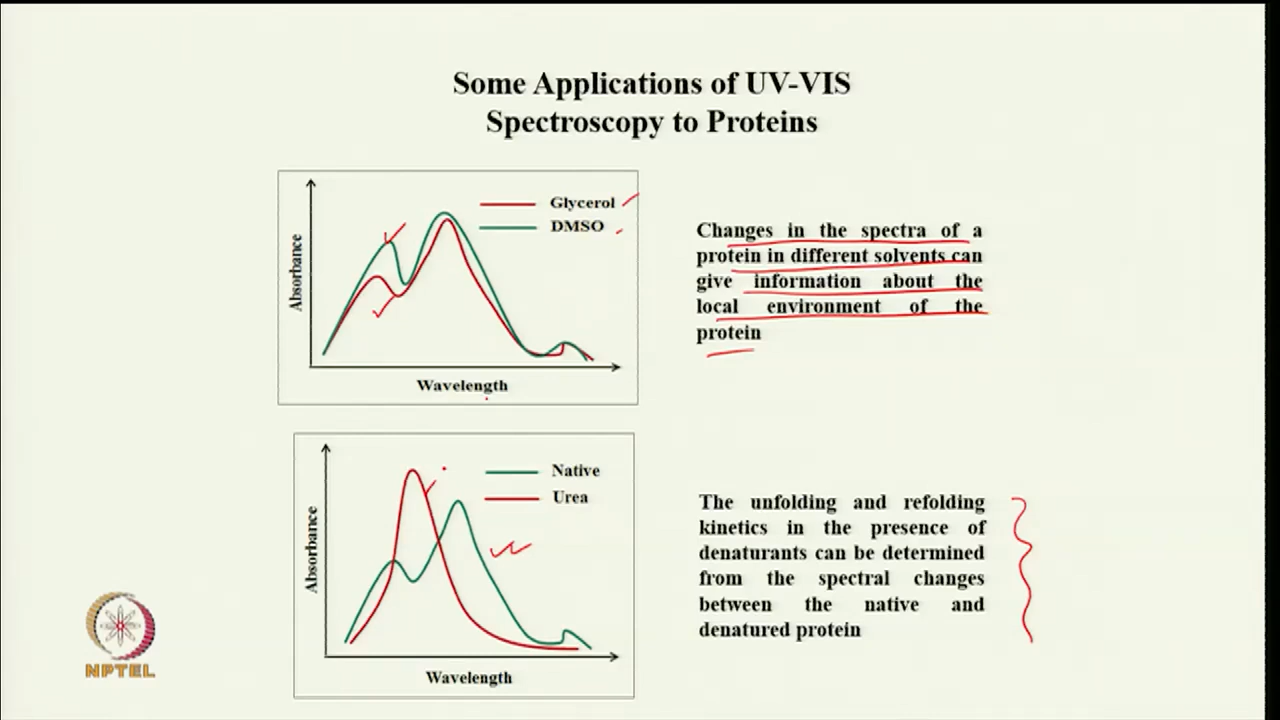 Some Applications of UV-VIS
Spectroscopy to Proteins
Glycerol
DMSO
Absorbance
Wavelength
Changes in the spectra of a
protein in different solvents can
give information about the
local environment of the
protein
Native
Urea
Absorbance
Wavelength
The unfolding and refolding
kinetics in the presence of
denaturants can be determined
from the spectral changes
between the native and
denatured protein
NPTEL